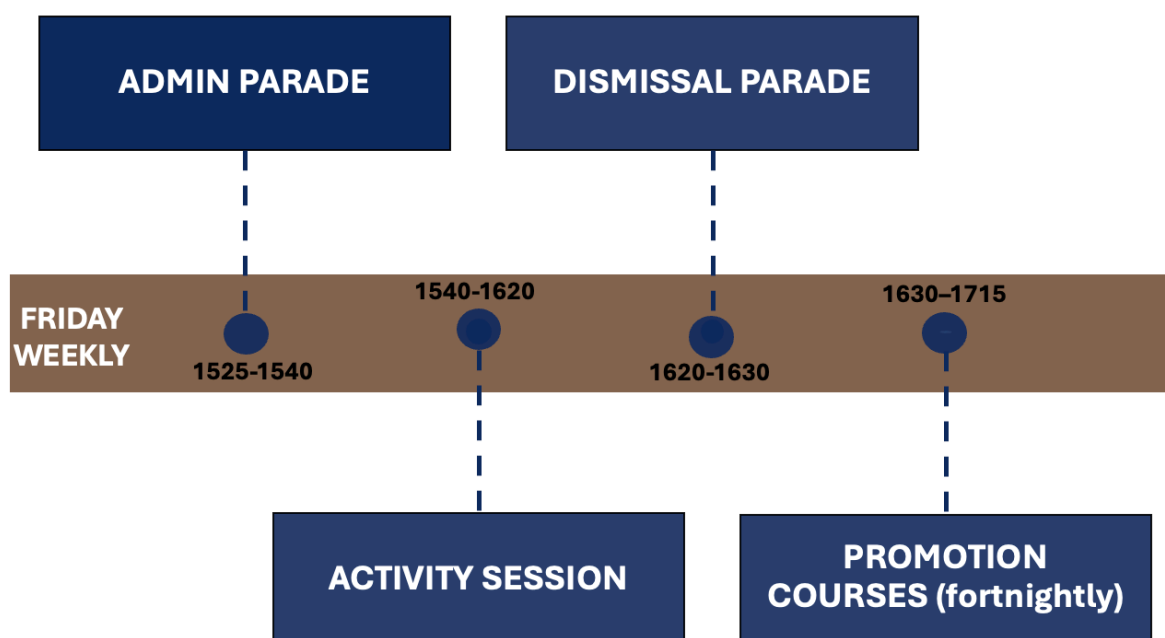 ADMIN PARADE
DISMISSAL PARADE
FRIDAY
WEEKLY
1525-1540
1540-1620
1620-1630
1630–1715
ACTIVITY SESSION
PROMOTION
COURSES (fortnightly)